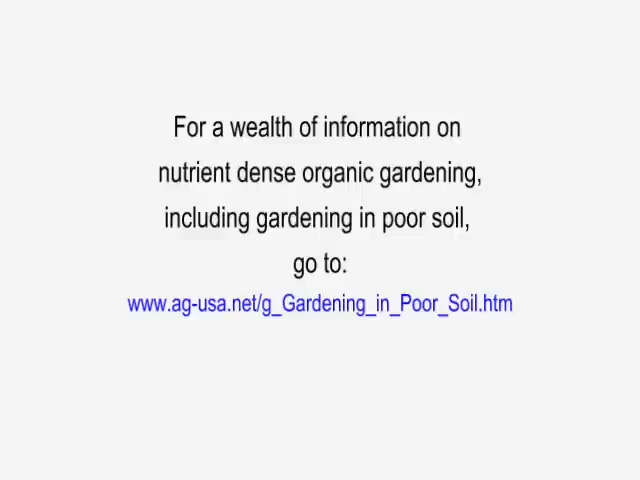 For a wealth of information on
nutrient dense organic gardening,
including gardening in poor soil,
go to:
www.ag-usa.net/g_Gardening_in_Poor_Soil.htm